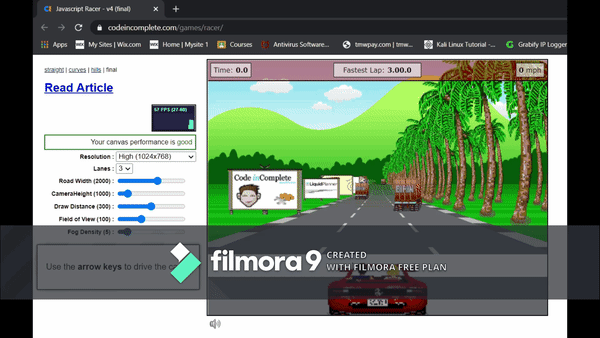 Javascript Racer - v4 (final)
codeincomplete.com/games/racer/
Apps
My Sites | Wix.com
Home | Mysite 1
Courses
Antivirus Software...
tmwpay.com | tmw...
Kali Linux Tutorial -...
Grabify IP Logger
straight | curves | hills | final
Read Article
57 FPS (27-60)
Your canvas performance is good
Resolution : High (1024x768)
Lanes : 3
Road Width (2000) :
CameraHeight (1000) :
Draw Distance (300) :
Field of View (100) :
Fog Density (5) :
Use the arrow keys to drive the
Time: 0.0
Fastest Lap: 3.00.0
0 mph
Code inComplete
LiquidPlanner
filmora 9
CREATED
WITH FILMORA FREE PLAN